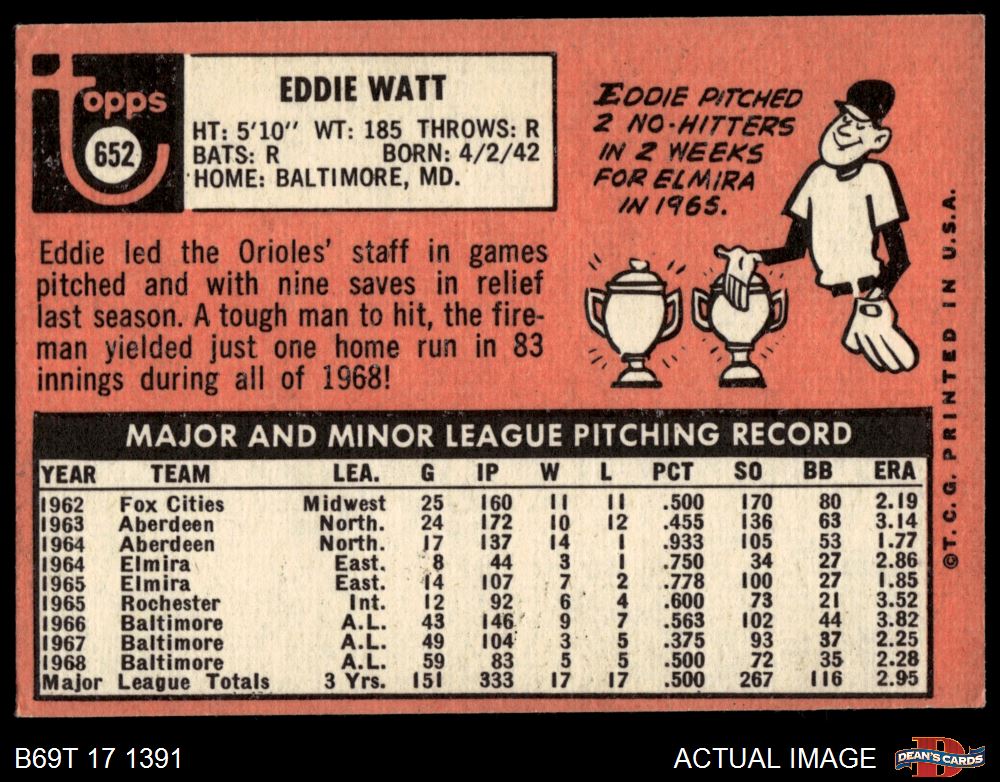 Topps
652
EDDIE WATT
HT: 5'10" WT: 185 THROWS: R
BATS: R BORN: 4/2/42
HOME: BALTIMORE, MD.
EDDIE PITCHED
2 NO-HITTERS
IN 2 WEEKS
FOR ELMIRA
IN 1965.
Eddie led the Orioles' staff in games
pitched and with nine saves in relief
last season. A tough man to hit, the fire-
man yielded just one home run in 83
innings during all of 1968!
MAJOR AND MINOR LEAGUE PITCHING RECORD
YEAR TEAM LEA. G IP W L PCT SO BB ERA
1962 Fox Cities Midwest 25 160 11 11 .500 170 80 2.19
1963 Aberdeen North. 24 172 10 12 .455 136 63 3.14
1964 Aberdeen North. 17 137 14 1 .933 105 53 1.77
1964 Elmira East. 8 44 3 1 .750 34 27 2.86
1965 Elmira East. 14 107 7 2 .778 100 27 1.85
1965 Rochester Int. 12 92 6 4 .600 73 21 3.52
1966 Baltimore A.L. 43 146 9 7 .563 102 44 3.82
1967 Baltimore A.L. 49 104 3 5 .375 93 37 2.25
1968 Baltimore A.L. 59 83 5 5 .500 72 35 2.28
Major League Totals 3 Yrs. 151 333 17 17 .500 267 116 2.95
©T.C.G. PRINTED IN U.S.A.
B69T 17 1391
ACTUAL IMAGE
D
DEAN'S CARDS